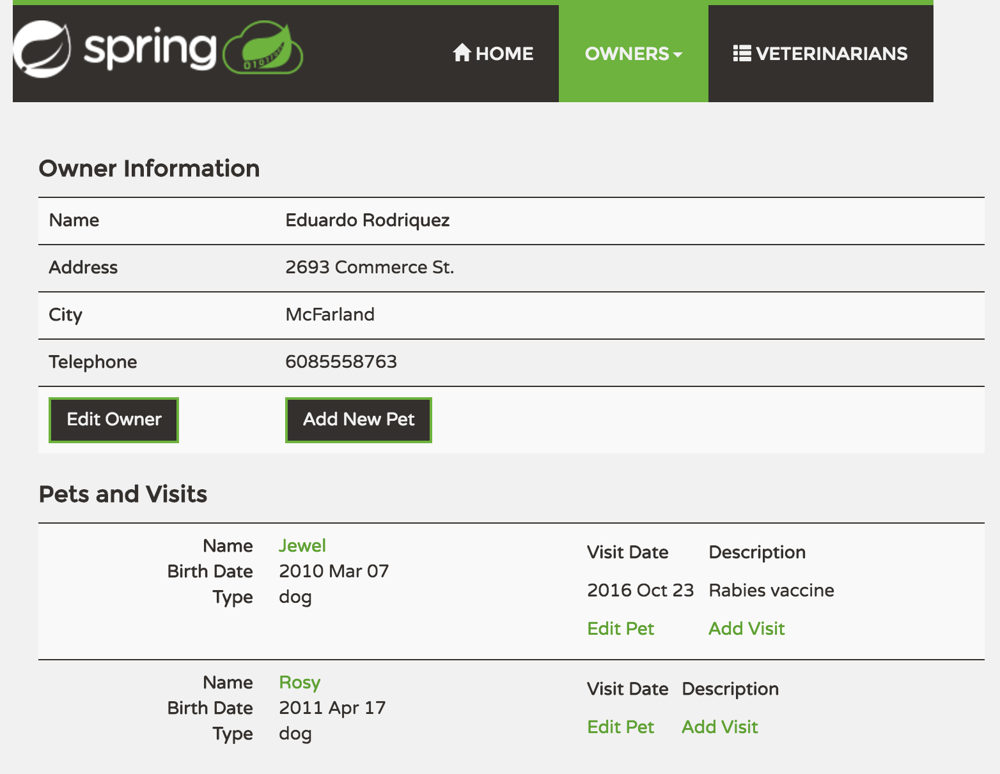 spring
HOME OWNERS VETERINARIANS
Owner Information
Name Eduardo Rodriquez
Address 2693 Commerce St.
City McFarland
Telephone 6085558763
Edit Owner Add New Pet
Pets and Visits
Name Jewel
Birth Date 2010 Mar 07
Type dog
Visit Date Description
2016 Oct 23 Rabies vaccine
Edit Pet Add Visit
Name Rosy
Birth Date 2011 Apr 17
Type dog
Visit Date Description
Edit Pet Add Visit